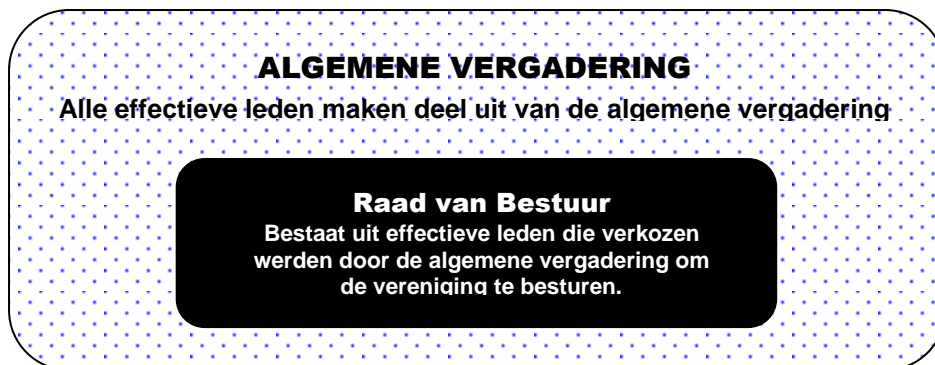 ALGEMENE VERGADERING
Alle effectieve leden maken deel uit van de algemene vergadering
Raad van Bestuur
Bestaat uit effectieve leden die verkozen
werden door de algemene vergadering om
de vereniging te besturen.